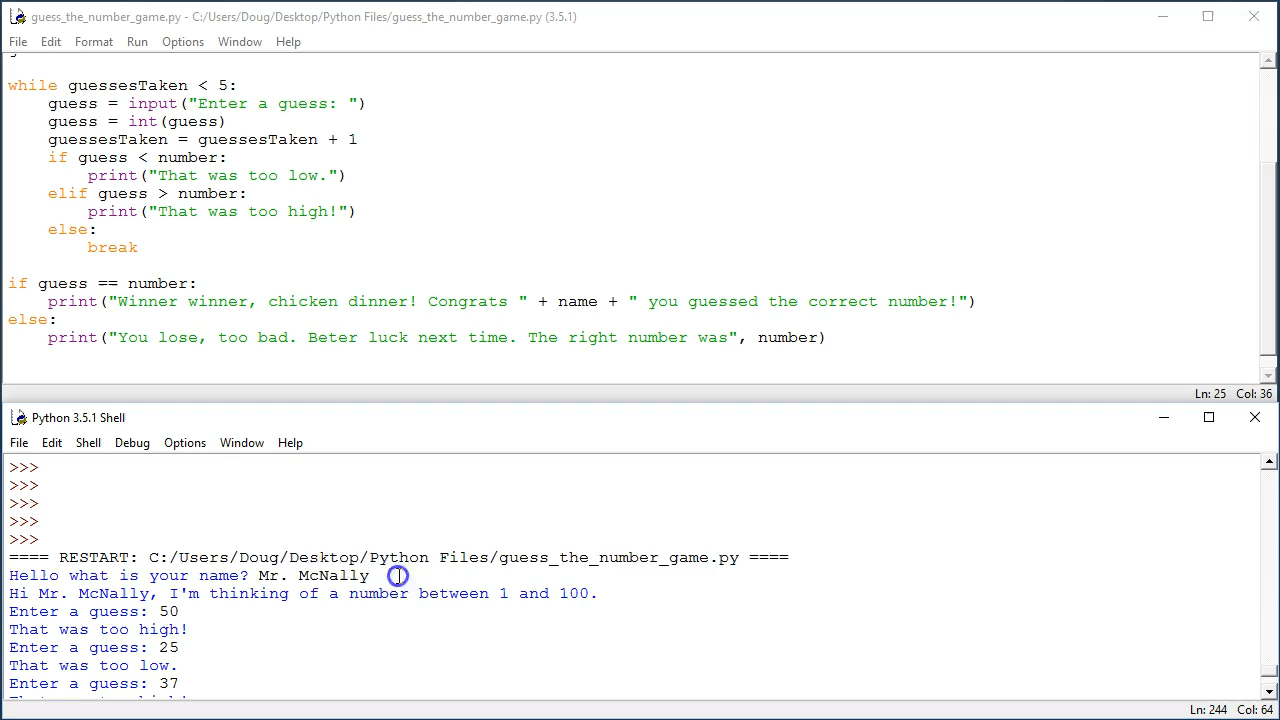 guess_the_number_game.py - C:/Users/Doug/Desktop/Python Files/guess_the_number_game.py (3.5.1)
File Edit Format Run Options Window Help
while guessesTaken < 5:
    guess = input("Enter a guess: ")
    guess = int(guess)
    guessesTaken = guessesTaken + 1
    if guess < number:
        print("That was too low.")
    elif guess > number:
        print("That was too high!")
    else:
        break
if guess == number:
    print("Winner winner, chicken dinner! Congrats " + name + " you guessed the correct number!")
else:
    print("You lose, too bad. Beter luck next time. The right number was", number)
Ln: 25 Col: 36
Python 3.5.1 Shell
File Edit Shell Debug Options Window Help
>>>
>>>
>>>
>>>
>>>
==== RESTART: C:/Users/Doug/Desktop/Python Files/guess_the_number_game.py ====
Hello what is your name? Mr. McNally
Hi Mr. McNally, I'm thinking of a number between 1 and 100.
Enter a guess: 50
That was too high!
Enter a guess: 25
That was too low.
Enter a guess: 37
Ln: 244 Col: 64